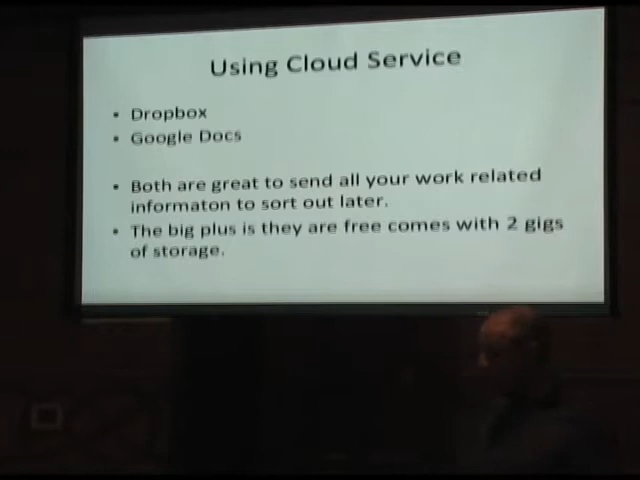 Using Cloud Service
• Dropbox
• Google Docs
• Both are great to send all your work related
informaton to sort out later.
• The big plus is they are free comes with 2 gigs
of storage.